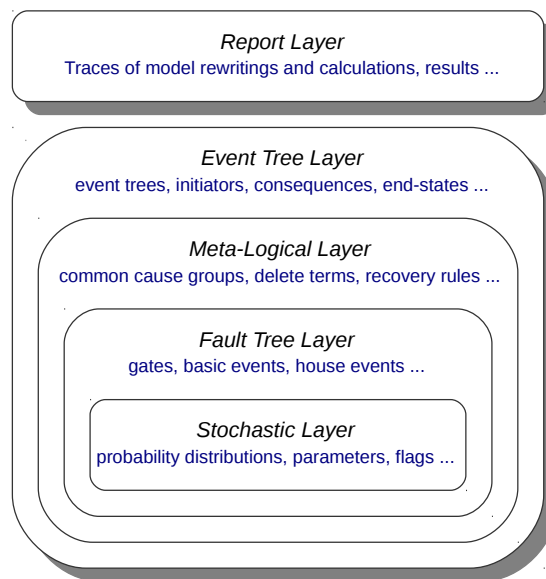 Report Layer
Traces of model rewritings and calculations, results ...
Event Tree Layer
event trees, initiators, consequences, end-states ...
Meta-Logical Layer
common cause groups, delete terms, recovery rules ...
Fault Tree Layer
gates, basic events, house events ...
Stochastic Layer
probability distributions, parameters, flags ...